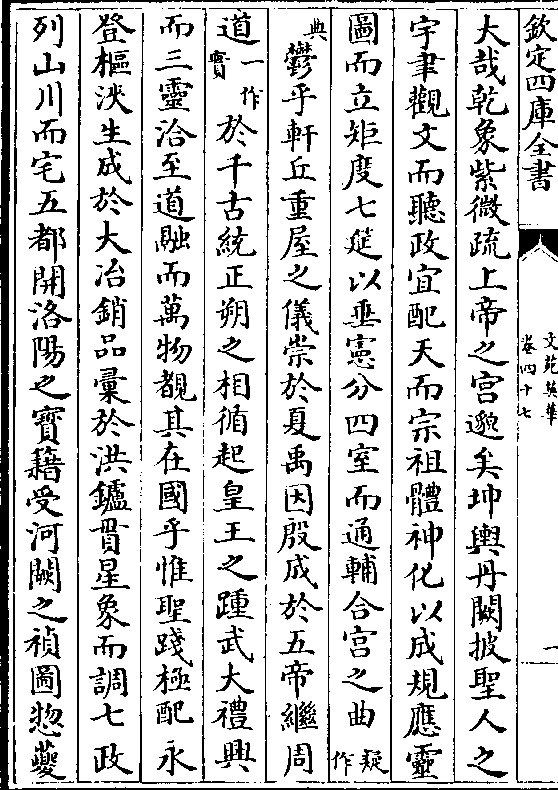 欽定四庫全書
文苑英華
卷四十七
一
大哉乾象紫微疏上帝之宮邈矣坤輿丹闕披聖人之
宇聿觀文而聽政宜配天而宗祖體神化以成規應靈
圖而立矩度七筵以垂憲分四室而通輔合宮之曲疑作
典鬱乎軒丘重屋之儀崇於夏禹因殷成於五帝繼周
道一作實於千古統正朔之相循起皇王之踵武大禮興
而三靈洽至道融而萬物覩其在國乎惟聖踐極配永
登樞洪生成於大冶銷品彙於洪鑪貫星象而調七政
列山川而宅五都開洛陽之寶籍受河闕之禎圖惣夔